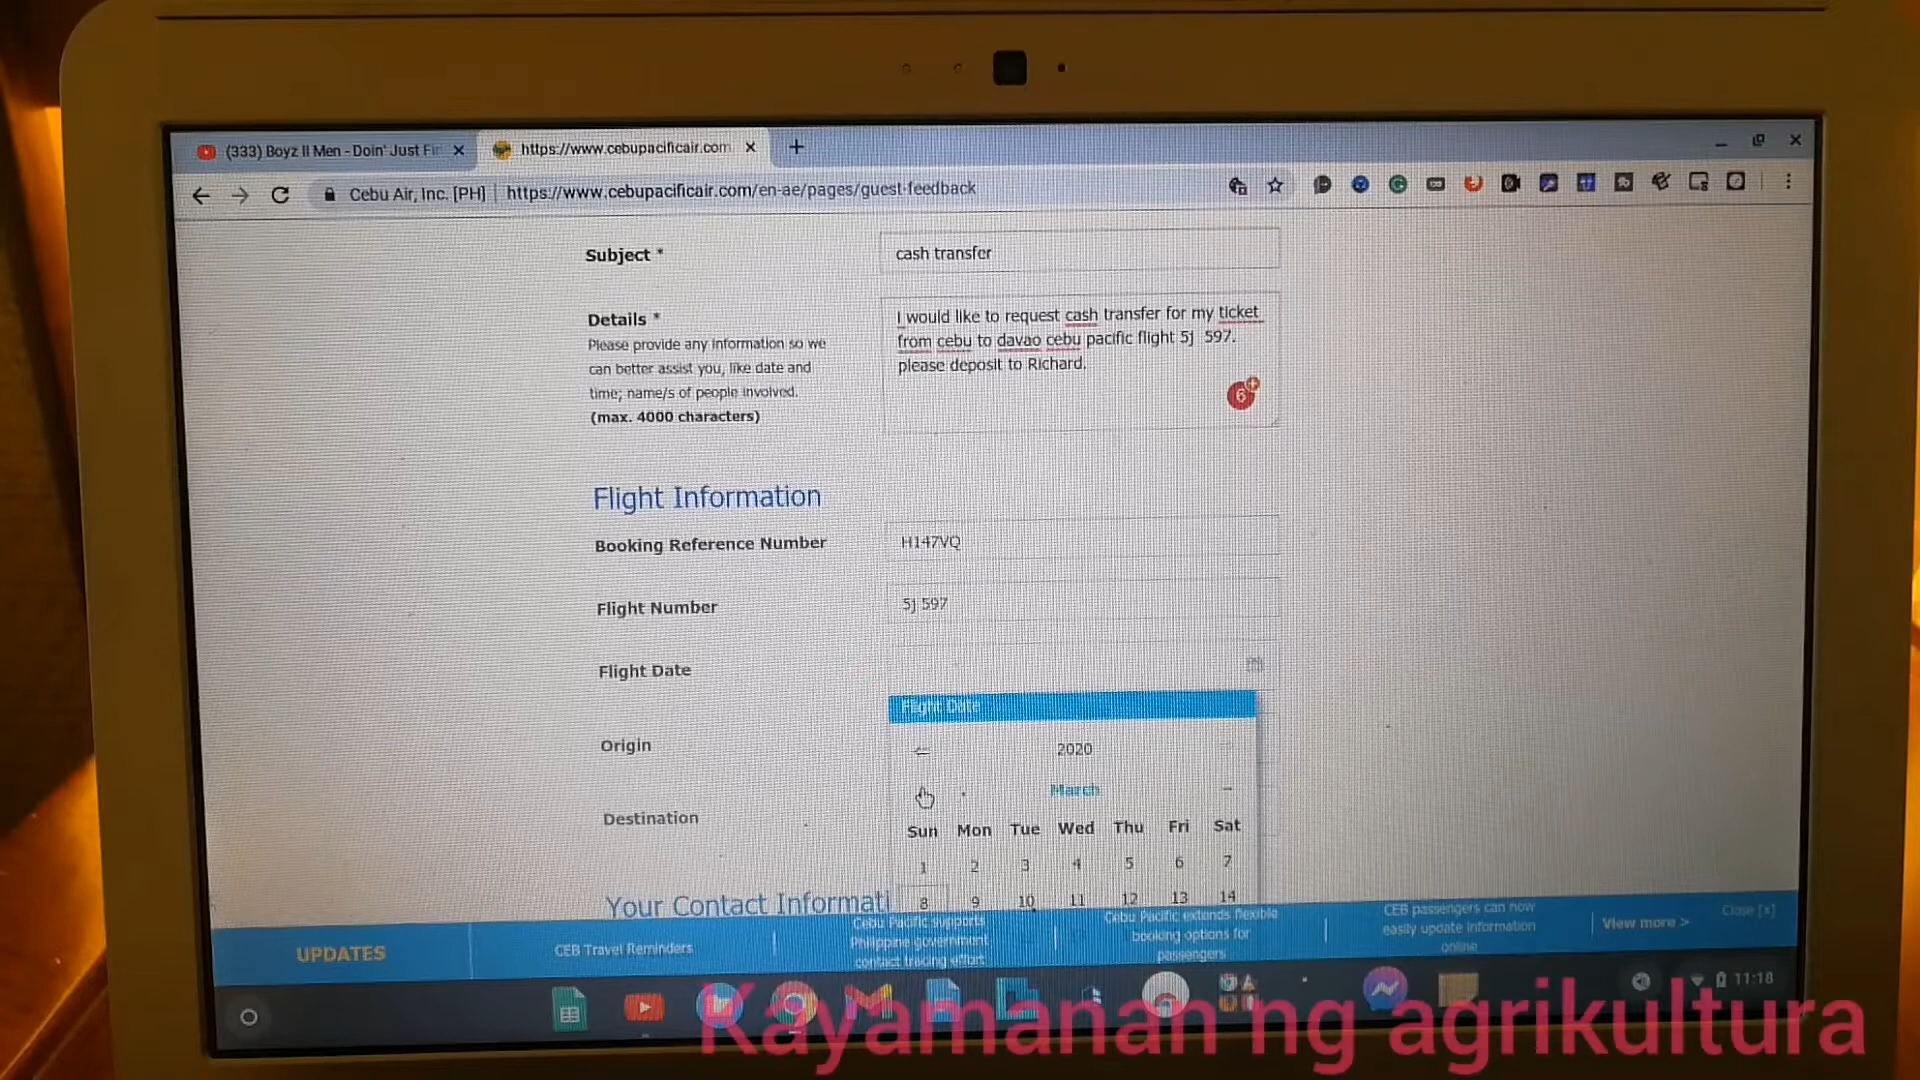 (333) Boyz II Men - Doin' Just Fin
https://www.cebupacificair.com
Cebu Air, Inc. [PH] | https://www.cebupacificair.com/en-ae/pages/guest-feedback
Subject *
cash transfer
Details *
Please provide any information so we
can better assist you, like date and
time; name/s of people involved.
(max. 4000 characters)
I would like to request cash transfer for my ticket
from cebu to davao cebu pacific flight 5j 597.
please deposit to Richard.
6
Flight Information
Booking Reference Number
H147VQ
Flight Number
5j 597
Flight Date
Flight Date
2020
March
Sun Mon Tue Wed Thu Fri Sat
1 2 3 4 5 6 7
8 9 10 11 12 13 14
Origin
Destination
Your Contact Informati
UPDATES
CEB Travel Reminders
Cebu Pacific supports
Philippine government
contact tracing effort
Cebu Pacific extends flexible
booking options for
passengers
CEB passengers can now
easily update information
online
View more >
Close [x]
11:18
Kayamanan ng agrikultura